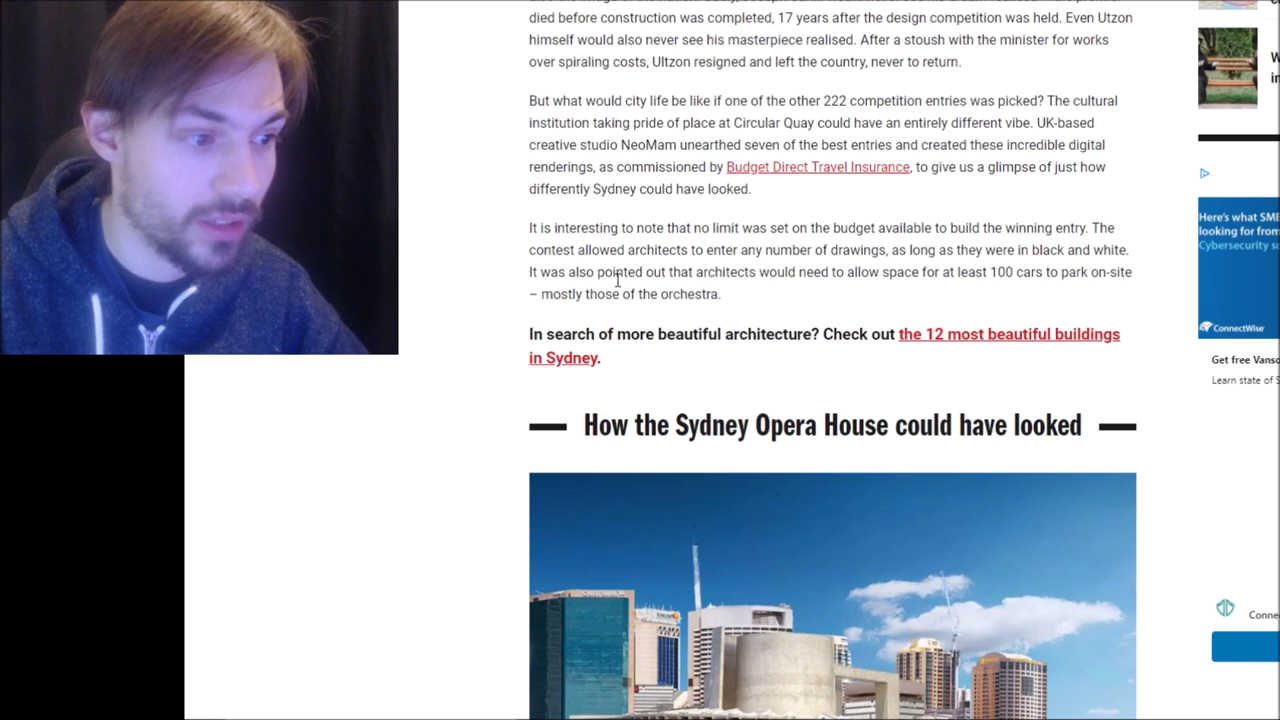 died before construction was completed, 17 years after the design competition was held. Even Utzon
himself would also never see his masterpiece realised. After a stoush with the minister for works
over spiraling costs, Ultzon resigned and left the country, never to return.
But what would city life be like if one of the other 222 competition entries was picked? The cultural
institution taking pride of place at Circular Quay could have an entirely different vibe. UK-based
creative studio NeoMam unearthed seven of the best entries and created these incredible digital
renderings, as commissioned by Budget Direct Travel Insurance, to give us a glimpse of just how
differently Sydney could have looked.
It is interesting to note that no limit was set on the budget available to build the winning entry. The
contest allowed architects to enter any number of drawings, as long as they were in black and white.
It was also pointed out that architects would need to allow space for at least 100 cars to park on-site
– mostly those of the orchestra.
In search of more beautiful architecture? Check out the 12 most beautiful buildings
in Sydney.
How the Sydney Opera House could have looked
Here's what SME
looking for from
Cybersecurity s
ConnectWise
Get free Vanso
Learn state of S
Conne